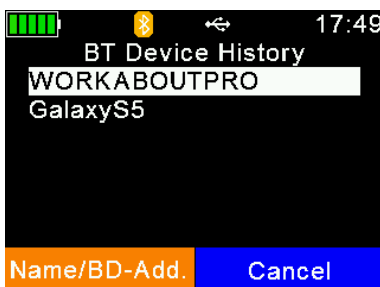 17:49
BT Device History
WORKABOUTPRO
GalaxyS5
Name/BD-Add. Cancel